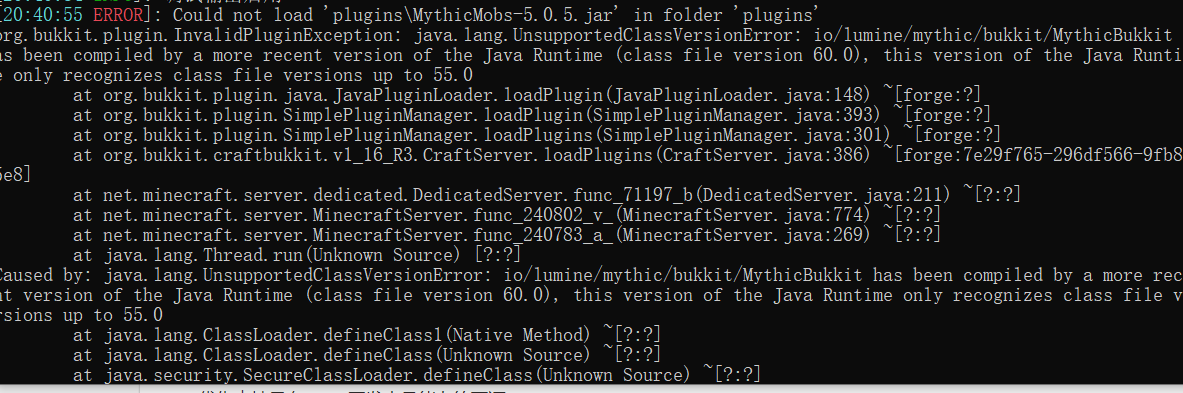 [20:40:55 ERROR]: Could not load 'plugins\MythicMobs-5.0.5.jar' in folder 'plugins'
org.bukkit.plugin.InvalidPluginException: java.lang.UnsupportedClassVersionError: io/lumine/mythic/bukkit/MythicBukkit
as been compiled by a more recent version of the Java Runtime (class file version 60.0), this version of the Java Runti
e only recognizes class file versions up to 55.0
at org.bukkit.plugin.java.JavaPluginLoader.loadPlugin(JavaPluginLoader.java:148) ~[forge:?]
at org.bukkit.plugin.SimplePluginManager.loadPlugin(SimplePluginManager.java:393) ~[forge:?]
at org.bukkit.plugin.SimplePluginManager.loadPlugins(SimplePluginManager.java:301) ~[forge:?]
at org.bukkit.craftbukkit.v1_16_R3.CraftServer.loadPlugins(CraftServer.java:386) ~[forge:7e29f765-296df566-9fb8
5e8]
at net.minecraft.server.dedicated.DedicatedServer.func_71197_b(DedicatedServer.java:211) ~[?:?]
at net.minecraft.server.MinecraftServer.func_240802_v_(MinecraftServer.java:774) ~[?:?]
at net.minecraft.server.MinecraftServer.func_240783_a_(MinecraftServer.java:269) ~[?:?]
at java.lang.Thread.run(Unknown Source) [?:?]
Caused by: java.lang.UnsupportedClassVersionError: io/lumine/mythic/bukkit/MythicBukkit has been compiled by a more rec
nt version of the Java Runtime (class file version 60.0), this version of the Java Runtime only recognizes class file v
rsions up to 55.0
at java.lang.ClassLoader.defineClass1(Native Method) ~[?:?]
at java.lang.ClassLoader.defineClass(Unknown Source) ~[?:?]
at java.security.SecureClassLoader.defineClass(Unknown Source) ~[?:?]